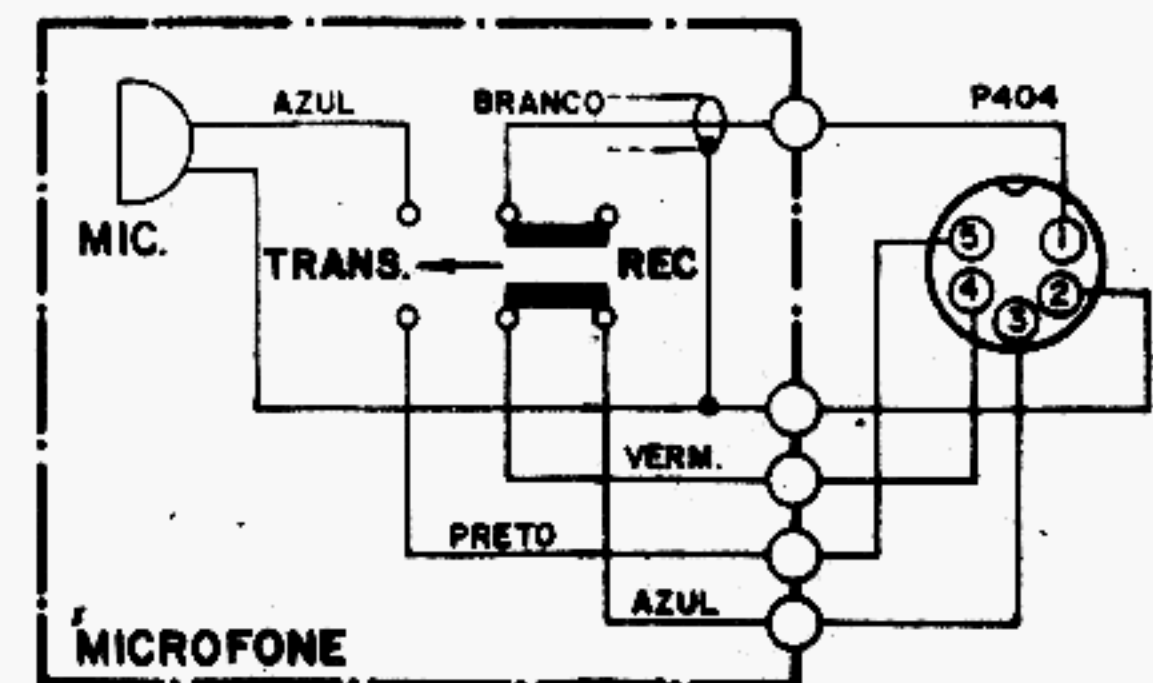 AZUL
BRANCO
P404
MIC.
TRANS.
REC
5
1
4
2
3
VERM.
PRETO
AZUL
MICROFONE